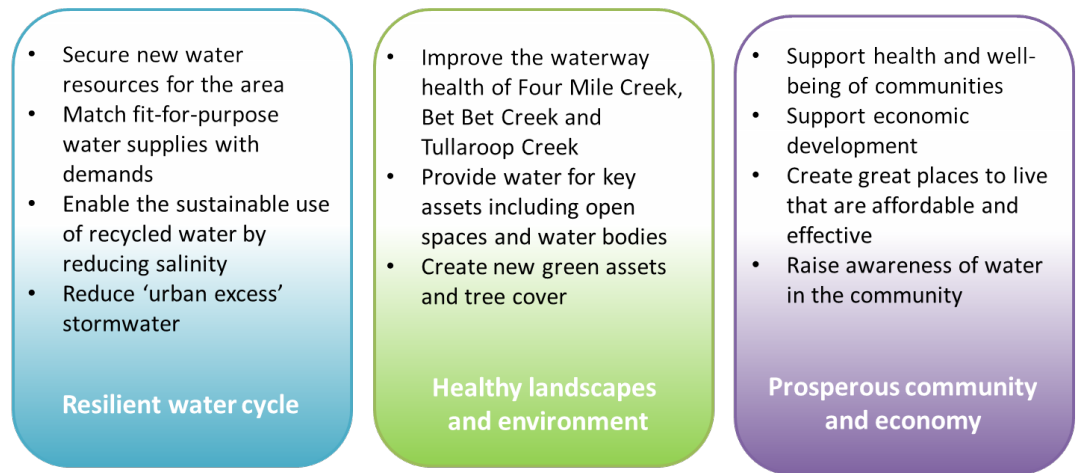 • Secure new water
resources for the area
• Match fit-for-purpose
water supplies with
demands
• Enable the sustainable use
of recycled water by
reducing salinity
• Reduce ‘urban excess’
stormwater
Resilient water cycle
• Improve the waterway
health of Four Mile Creek,
Bet Bet Creek and
Tullaroop Creek
• Provide water for key
assets including open
spaces and water bodies
• Create new green assets
and tree cover
Healthy landscapes
and environment
• Support health and well-
being of communities
• Support economic
development
• Create great places to live
that are affordable and
effective
• Raise awareness of water
in the community
Prosperous community
and economy